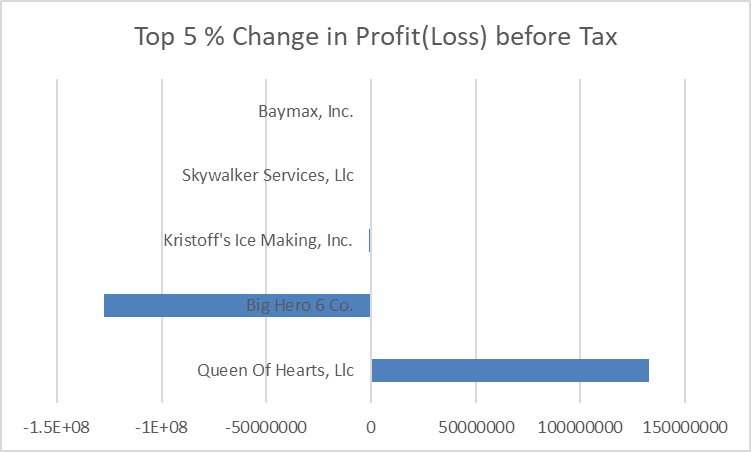 Top 5 % Change in Profit(Loss) before Tax
Baymax, Inc.
Skywalker Services, Llc
Kristoff's Ice Making, Inc.
Big Hero 6 Co.
Queen Of Hearts, Llc
-1.5E+08 -1E+08 -50000000 0 50000000 100000000 150000000